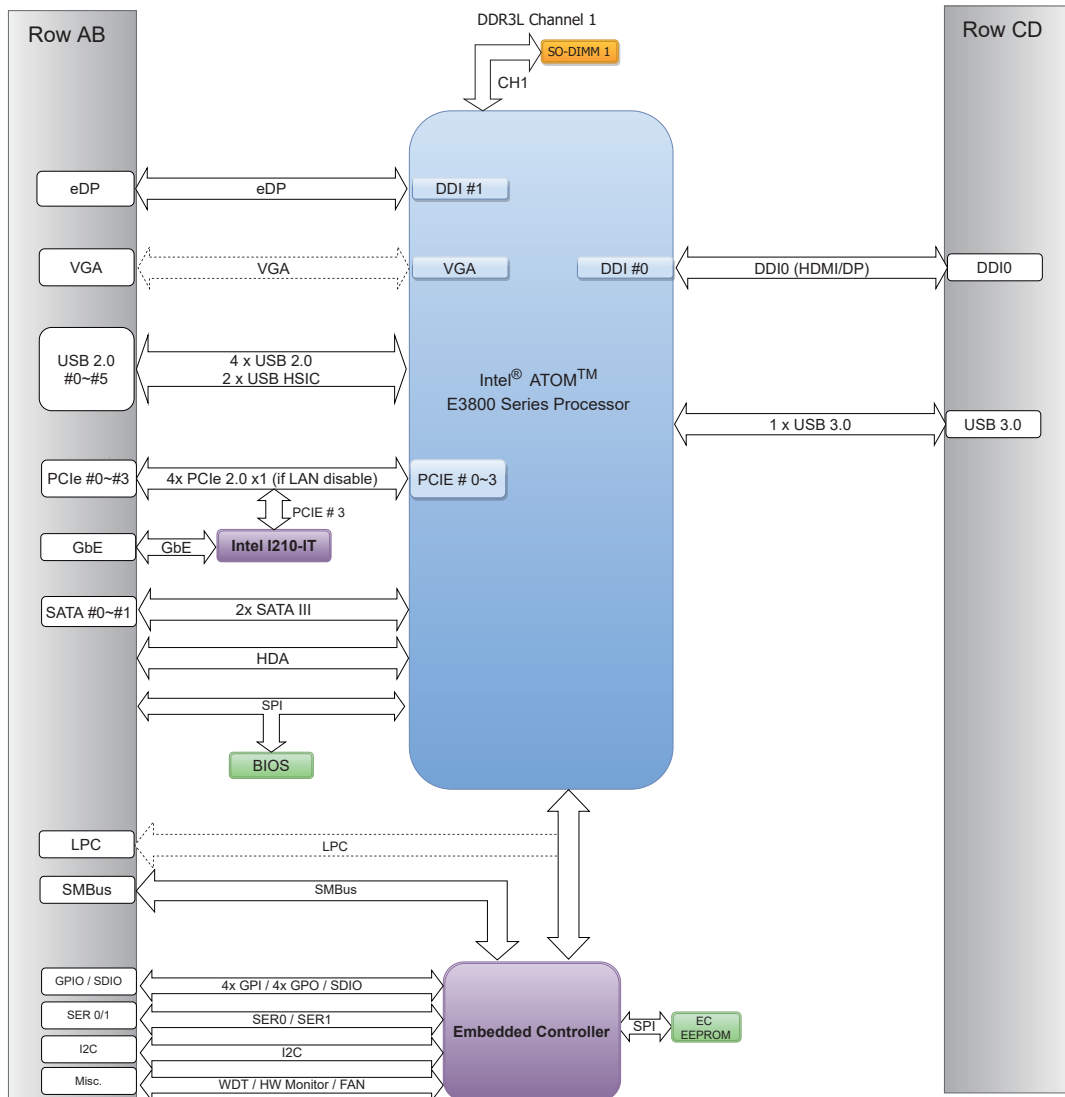 DDR3L Channel 1
Row AB
Row CD
SO-DIMM 1
CH1
eDP
eDP
DDI #1
VGA
VGA
VGA
DDI #0
DDI0 (HDMI/DP)
DDI0
USB 2.0
#0~#5
4 x USB 2.0
2 x USB HSIC
Intel® ATOM™
E3800 Series Processor
1 x USB 3.0
USB 3.0
PCIe #0~#3
4x PCIe 2.0 x1 (if LAN disable)
PCIE # 0~3
PCIE # 3
GbE
GbE
Intel I210-IT
SATA #0~#1
2x SATA III
HDA
SPI
BIOS
LPC
LPC
SMBus
SMBus
GPIO / SDIO
4x GPI / 4x GPO / SDIO
SER 0/1
SER0 / SER1
Embedded Controller
SPI
EC
EEPROM
I2C
I2C
Misc.
WDT / HW Monitor / FAN